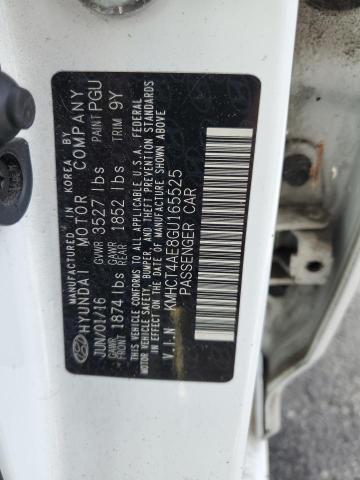 MFD. BY IN KOREA BY
HYUNDAI MOTOR COMPANY
JUN/01/16 GVWR 3527 lbs PAINT PGU
GAWR FRONT 1874 lbs GAWR REAR 1852 lbs TRIM 9Y
THIS VEHICLE CONFORMS TO ALL APPLICABLE U.S.A. FEDERAL
MOTOR VEHICLE SAFETY, BUMPER, AND THEFT PREVENTION STANDARDS
IN EFFECT ON THE DATE OF MANUFACTURE SHOWN ABOVE.
V.I.N KMHCT4AE8GU165525
PASSENGER CAR